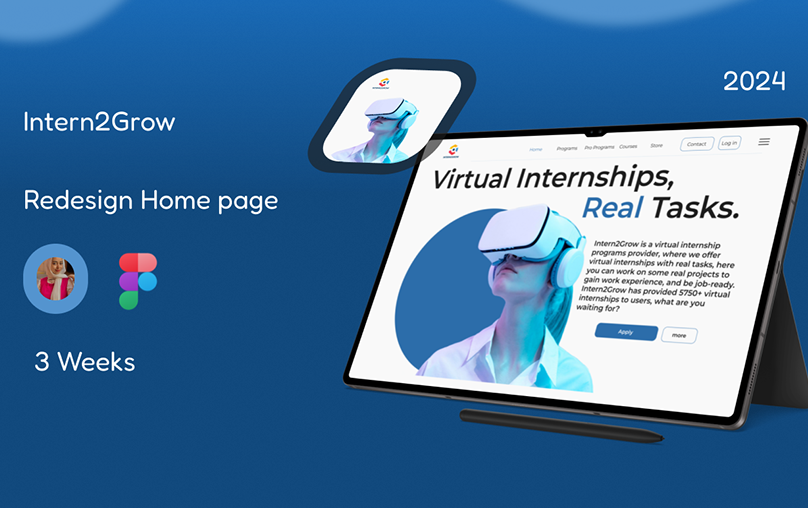 2024
Intern2Grow
Redesign Home page
3 Weeks
Home Programs Pro Programs Courses Store Contact Log in
Virtual Internships,
Real Tasks.
Intern2Grow is a virtual internship
programs provider, where we offer
virtual internships with real tasks, here
you can work on some real projects to
gain work experience, and be job-ready.
Intern2Grow has provided 5750+ virtual
internships to users, what are you
waiting for?
Apply more